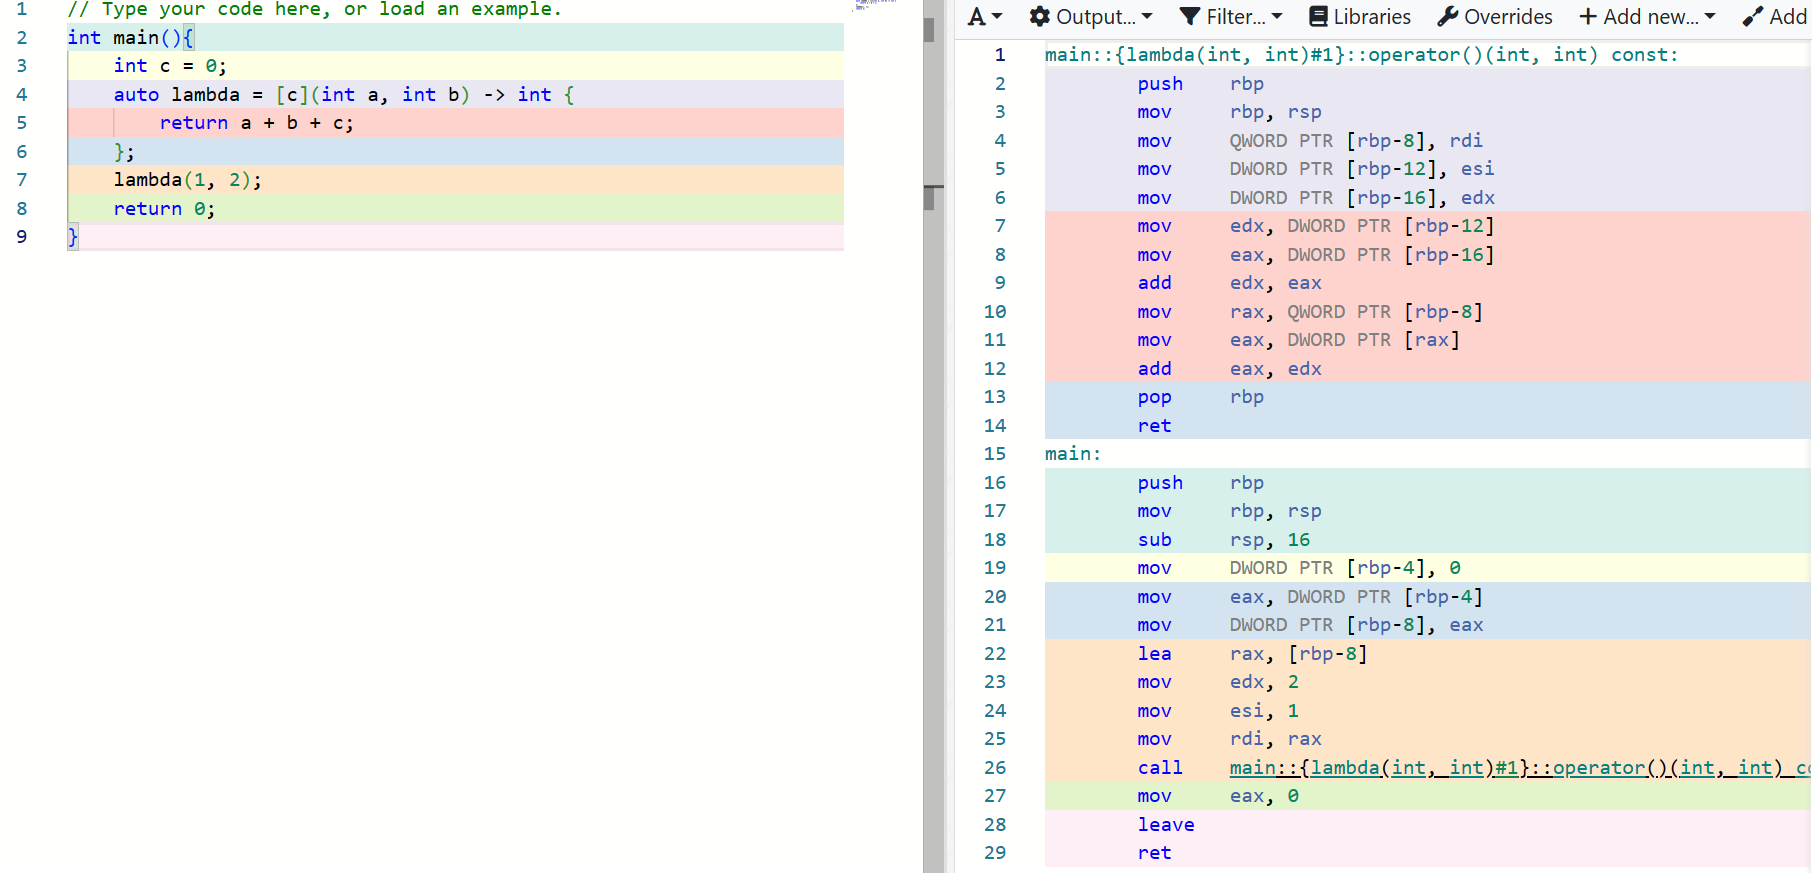 1 // Type your code here, or load an example.
2 int main(){
3     int c = 0;
4     auto lambda = [c](int a, int b) -> int {
5         return a + b + c;
6     };
7     lambda(1, 2);
8     return 0;
9 }
A Output... Filter... Libraries Overrides Add new... Add
1 main::{lambda(int, int)#1}::operator()(int, int) const:
2         push    rbp
3         mov     rbp, rsp
4         mov     QWORD PTR [rbp-8], rdi
5         mov     DWORD PTR [rbp-12], esi
6         mov     DWORD PTR [rbp-16], edx
7         mov     edx, DWORD PTR [rbp-12]
8         mov     eax, DWORD PTR [rbp-16]
9         add     edx, eax
10         mov     rax, QWORD PTR [rbp-8]
11         mov     eax, DWORD PTR [rax]
12         add     eax, edx
13         pop     rbp
14         ret
15 main:
16         push    rbp
17         mov     rbp, rsp
18         sub     rsp, 16
19         mov     DWORD PTR [rbp-4], 0
20         mov     eax, DWORD PTR [rbp-4]
21         mov     DWORD PTR [rbp-8], eax
22         lea     rax, [rbp-8]
23         mov     edx, 2
24         mov     esi, 1
25         mov     rdi, rax
26         call    main::{lambda(int, int)#1}::operator()(int, int)
27         mov     eax, 0
28         leave
29         ret